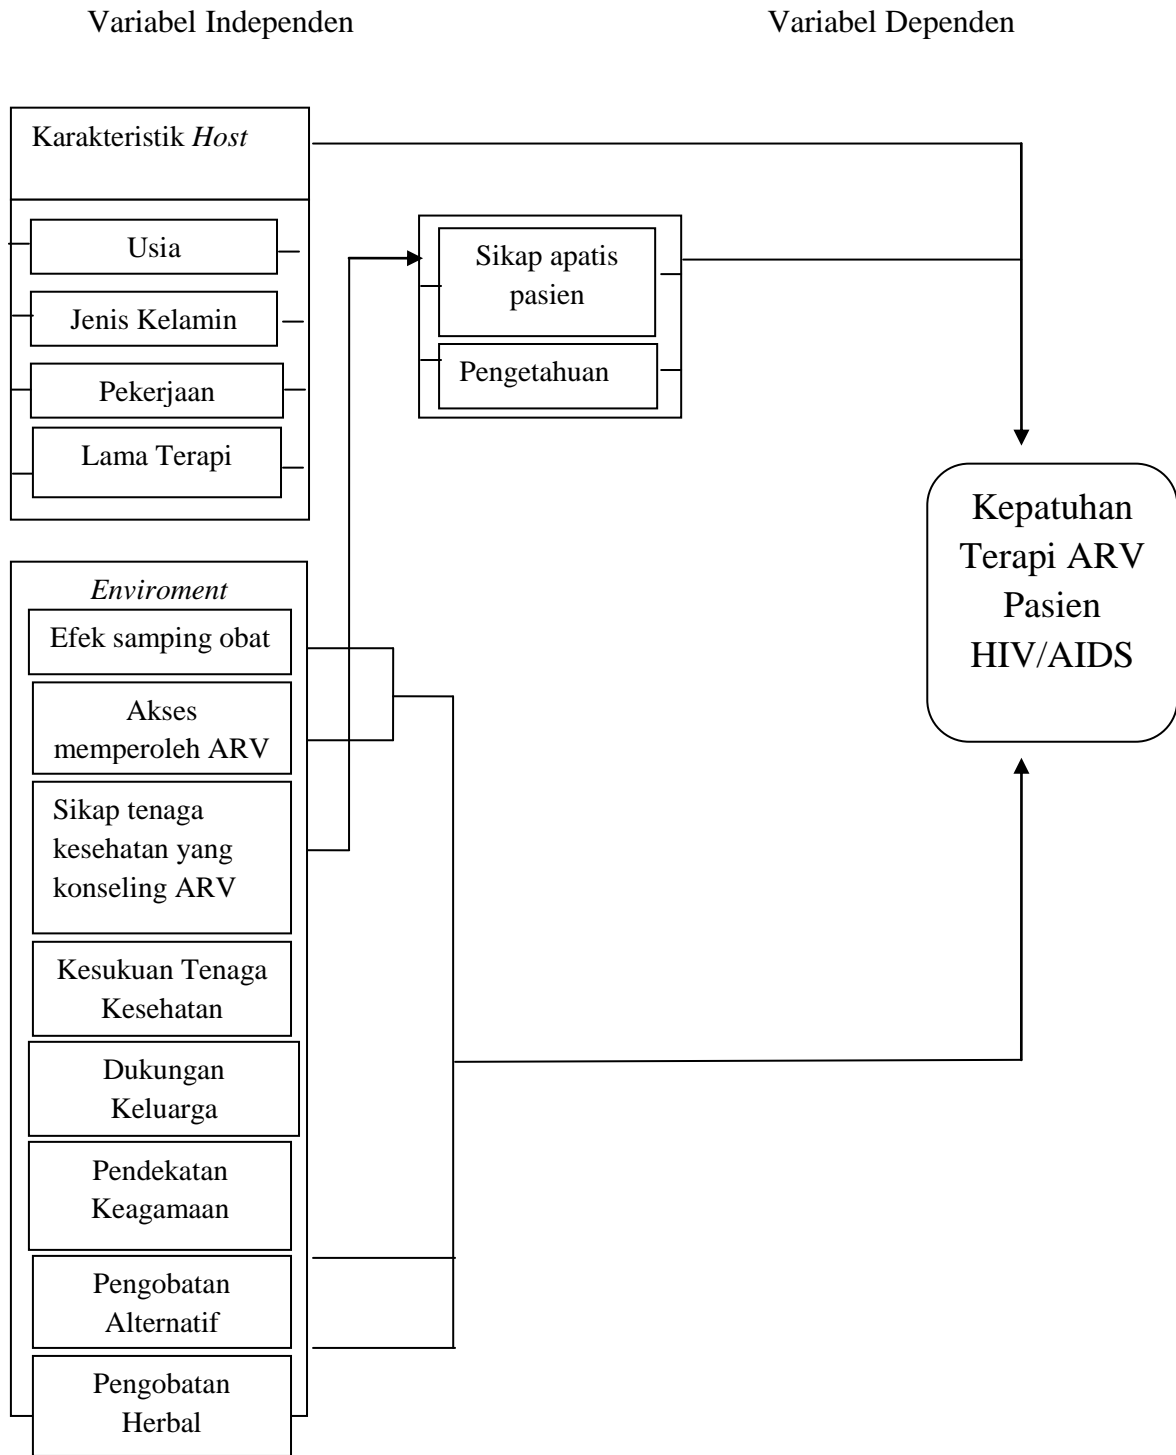 Variabel Independen
Variabel Dependen
Karakteristik Host
Usia
Jenis Kelamin
Pekerjaan
Lama Terapi
Sikap apatis
pasien
Pengetahuan
Kepatuhan
Terapi ARV
Pasien
HIV/AIDS
Enviroment
Efek samping obat
Akses
memperoleh ARV
Sikap tenaga
kesehatan yang
konseling ARV
Kesukuan Tenaga
Kesehatan
Dukungan
Keluarga
Pendekatan
Keagamaan
Pengobatan
Alternatif
Pengobatan
Herbal